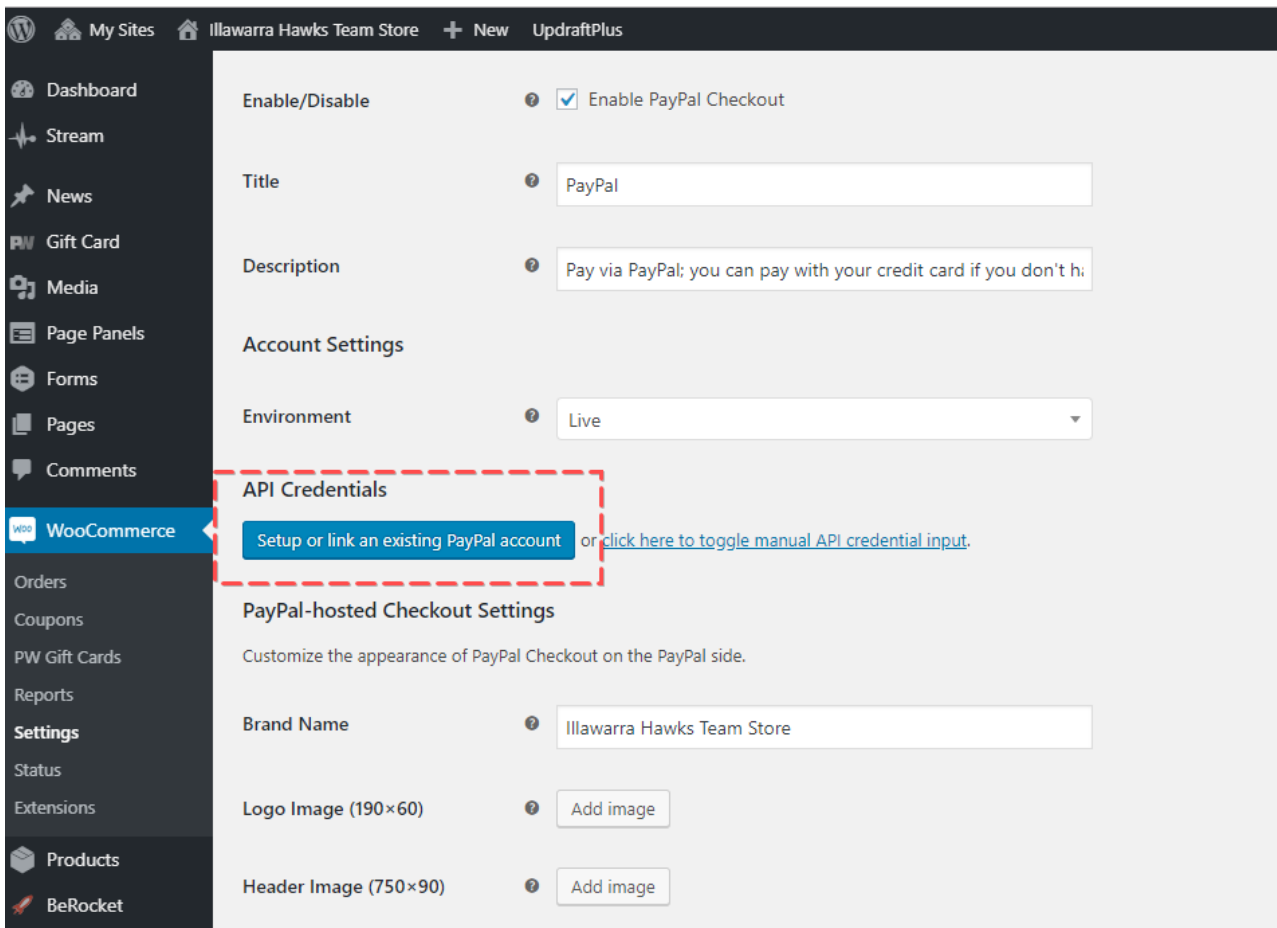 My Sites
Illawarra Hawks Team Store
New
UpdraftPlus
Dashboard
Stream
News
PW Gift Card
Media
Page Panels
Forms
Pages
Comments
Woo WooCommerce
Orders
Coupons
PW Gift Cards
Reports
Settings
Status
Extensions
Products
BeRocket
Enable/Disable
Enable PayPal Checkout
Title
PayPal
Description
Pay via PayPal; you can pay with your credit card if you don't
Account Settings
Environment
Live
API Credentials
Setup or link an existing PayPal account or click here to toggle manual API credential input.
PayPal-hosted Checkout Settings
Customize the appearance of PayPal Checkout on the PayPal side.
Brand Name
Illawarra Hawks Team Store
Logo Image (190×60)
Add image
Header Image (750×90)
Add image